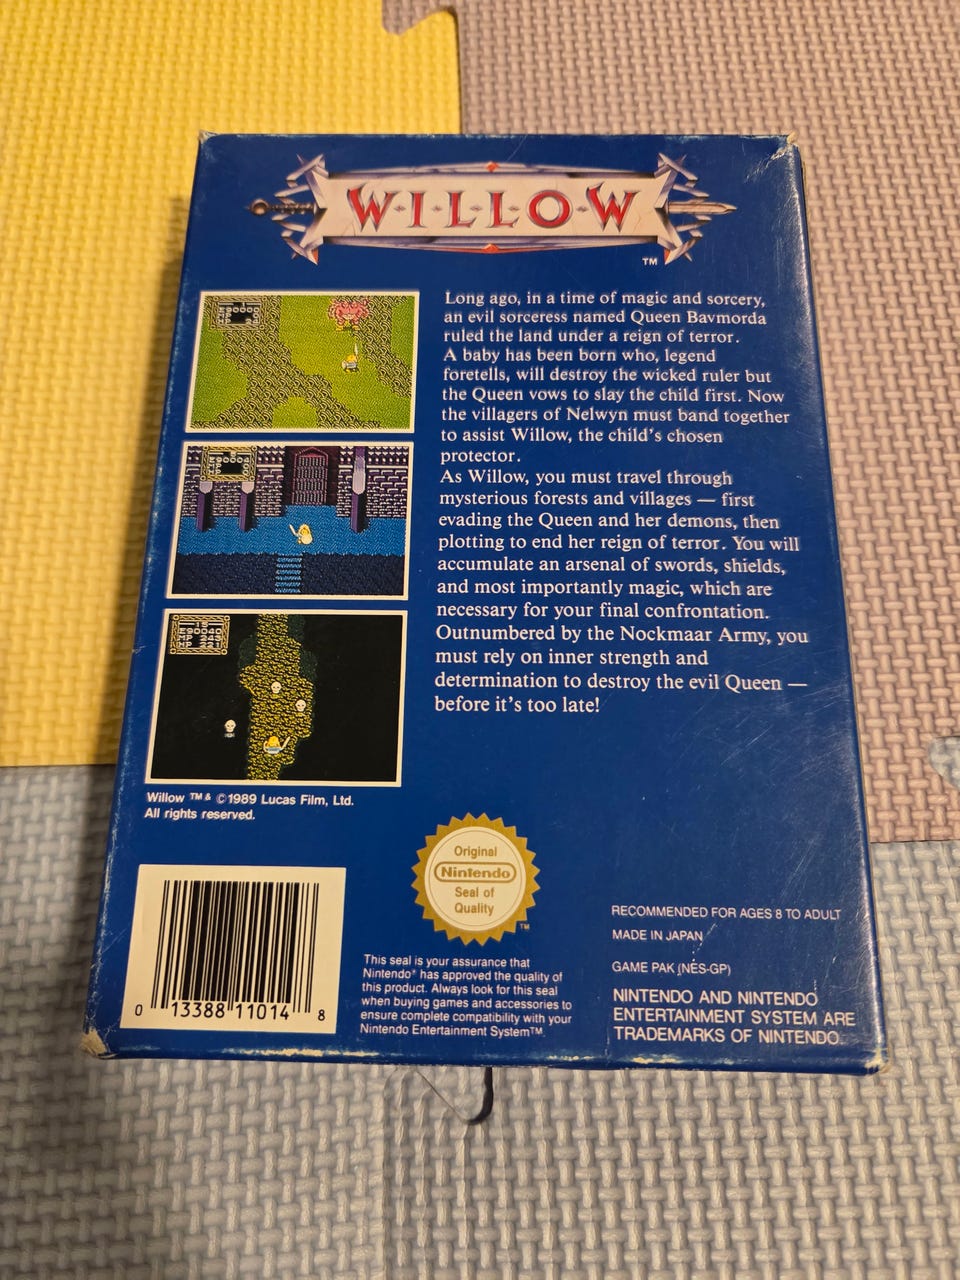 W·I·L·L·O·W
TM
Long ago, in a time of magic and sorcery,
an evil sorceress named Queen Bavmorda
ruled the land under a reign of terror.
A baby has been born who, legend
foretells, will destroy the wicked ruler but
the Queen vows to slay the child first. Now
the villagers of Nelwyn must band together
to assist Willow, the child's chosen
protector.
As Willow, you must travel through
mysterious forests and villages — first
evading the Queen and her demons, then
plotting to end her reign of terror. You will
accumulate an arsenal of swords, shields,
and most importantly magic, which are
necessary for your final confrontation.
Outnumbered by the Nockmaar Army, you
must rely on inner strength and
determination to destroy the evil Queen —
before it's too late!
Willow ™ & ©1989 Lucas Film, Ltd.
All rights reserved.
Original
Nintendo
Seal of
Quality
TM
This seal is your assurance that
Nintendo® has approved the quality of
this product. Always look for this seal
when buying games and accessories to
ensure complete compatibility with your
Nintendo Entertainment System™.
0 13388 11014 8
RECOMMENDED FOR AGES 8 TO ADULT
MADE IN JAPAN
GAME PAK (NES-GP)
NINTENDO AND NINTENDO
ENTERTAINMENT SYSTEM ARE
TRADEMARKS OF NINTENDO.